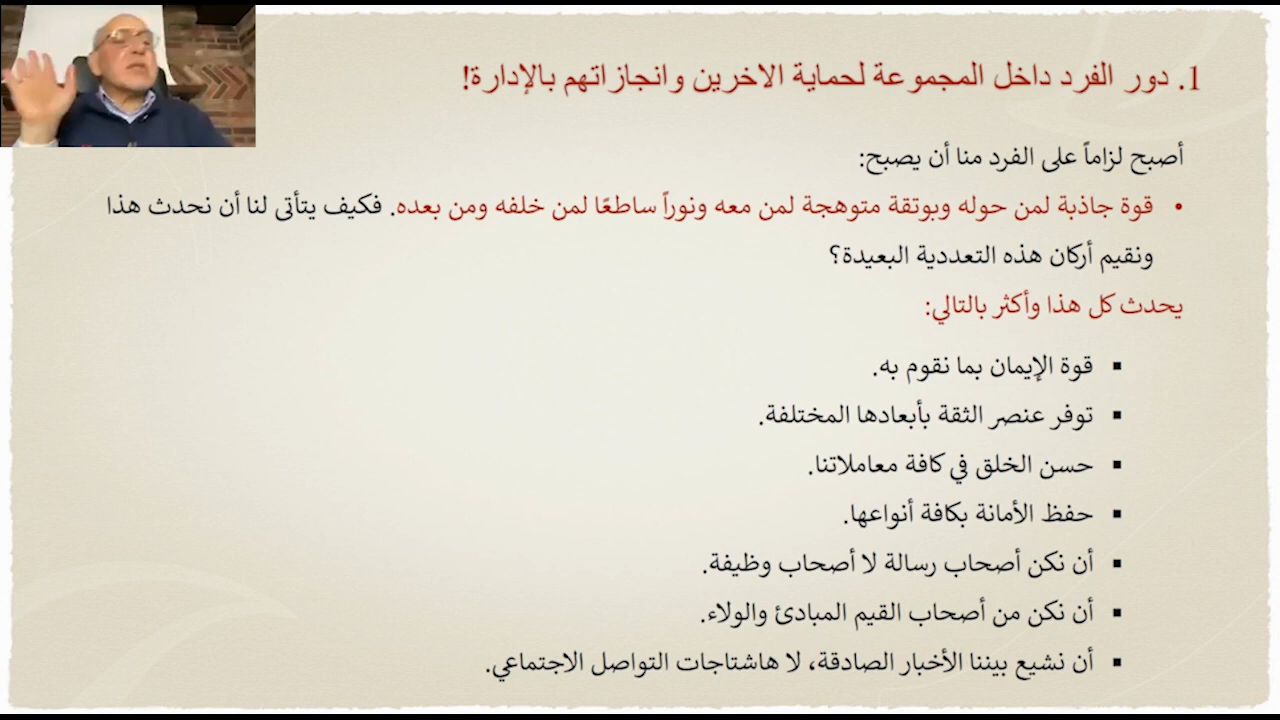 1. دور الفرد داخل المجموعة لحماية الاخرين وانجازاتهم بالإدارة!
أصبح لزاماً على الفرد منا أن يصبح:
• قوة جاذبة لمن حوله وبوتقة متوهجة لمن معه ونوراً ساطعًا لمن خلفه ومن بعده. فكيف يتأتى لنا أن نحدث هذا
ونقيم أركان هذه التعددية البعيدة؟
يحدث كل هذا وأكثر بالتالي:
▪ قوة الإيمان بما نقوم به.
▪ توفر عنصر الثقة بأبعادها المختلفة.
▪ حسن الخلق في كافة معاملاتنا.
▪ حفظ الأمانة بكافة أنواعها.
▪ أن نكن أصحاب رسالة لا أصحاب وظيفة.
▪ أن نكن من أصحاب القيم المبادئ والولاء.
▪ أن نشيع بيننا الأخبار الصادقة، لا هاشتاجات التواصل الاجتماعي.